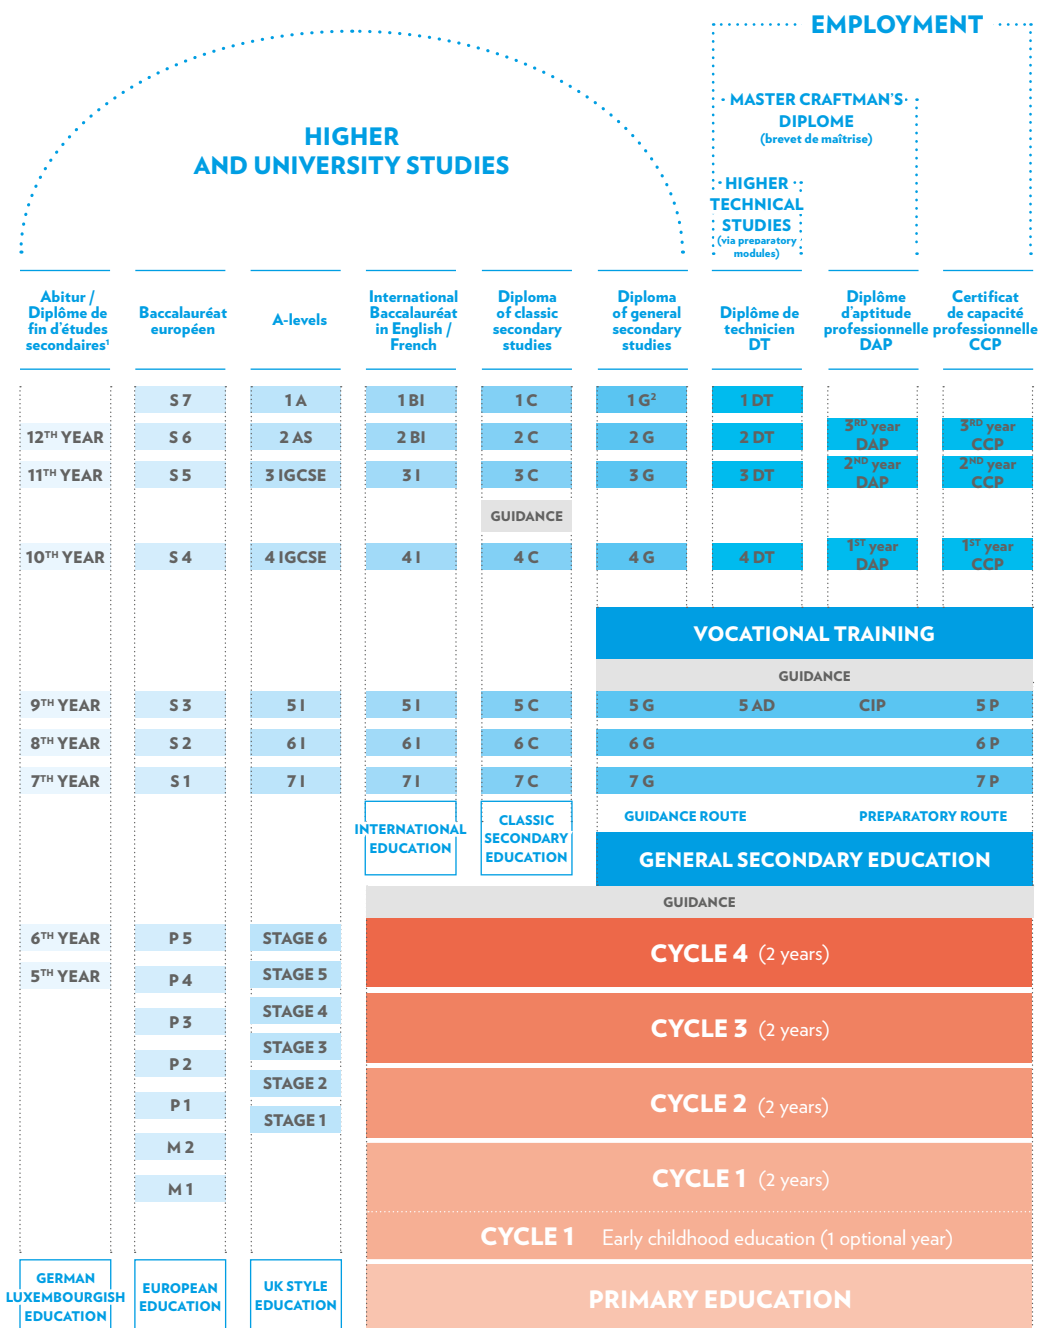 EMPLOYMENT
MASTER CRAFTMAN'S
DIPLOME
(brevet de maîtrise)
HIGHER
AND UNIVERSITY STUDIES
HIGHER
TECHNICAL
STUDIES
(via preparatory
modules)
Abitur /
Diplôme de
fin d'études
secondaires¹
Baccalauréat
européen
A-levels
International
Baccalauréat
in English /
French
Diploma
of classic
secondary
studies
Diploma
of general
secondary
studies
Diplôme de
technicien
DT
Diplôme
d'aptitude
professionnelle
DAP
Certificat
de capacité
professionnelle
CCP
S 7 1 A 1 BI 1 C 1 G² 1 DT
12TH YEAR S 6 2 AS 2 BI 2 C 2 G 2 DT 3RD year DAP 3RD year CCP
11TH YEAR S 5 3 IGCSE 3 I 3 C 3 G 3 DT 2ND year DAP 2ND year CCP
GUIDANCE
10TH YEAR S 4 4 IGCSE 4 I 4 C 4 G 4 DT 1ST year DAP 1ST year CCP
VOCATIONAL TRAINING
GUIDANCE
9TH YEAR S 3 5 I 5 I 5 C 5 G 5 AD CIP 5 P
8TH YEAR S 2 6 I 6 I 6 C 6 G 6 P
7TH YEAR S 1 7 I 7 I 7 C 7 G 7 P
INTERNATIONAL
EDUCATION
CLASSIC
SECONDARY
EDUCATION
GUIDANCE ROUTE PREPARATORY ROUTE
GENERAL SECONDARY EDUCATION
GUIDANCE
6TH YEAR
5TH YEAR
P 5
P 4
P 3
P 2
P 1
M 2
M 1
STAGE 6
STAGE 5
STAGE 4
STAGE 3
STAGE 2
STAGE 1
CYCLE 4 (2 years)
CYCLE 3 (2 years)
CYCLE 2 (2 years)
CYCLE 1 (2 years)
CYCLE 1 Early childhood education (1 optional year)
GERMAN
LUXEMBOURGISH
EDUCATION
EUROPEAN
EDUCATION
UK STYLE
EDUCATION
PRIMARY EDUCATION